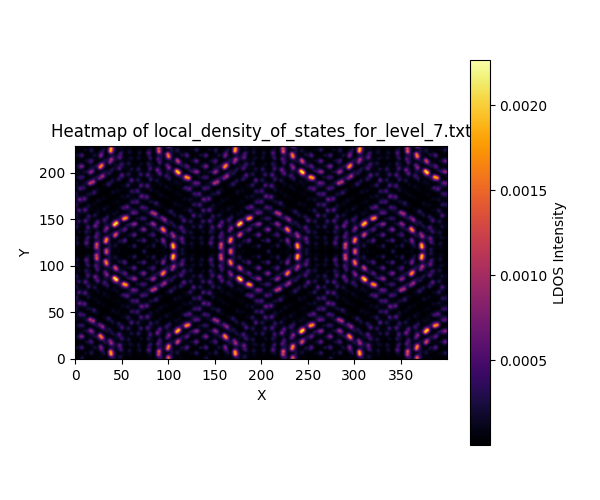 Heatmap of local_density_of_states_for_level_7.txt
200
150
100
50
0
Y
0 50 100 150 200 250 300 350
X
0.0020
0.0015
0.0010
0.0005
LDOS Intensity